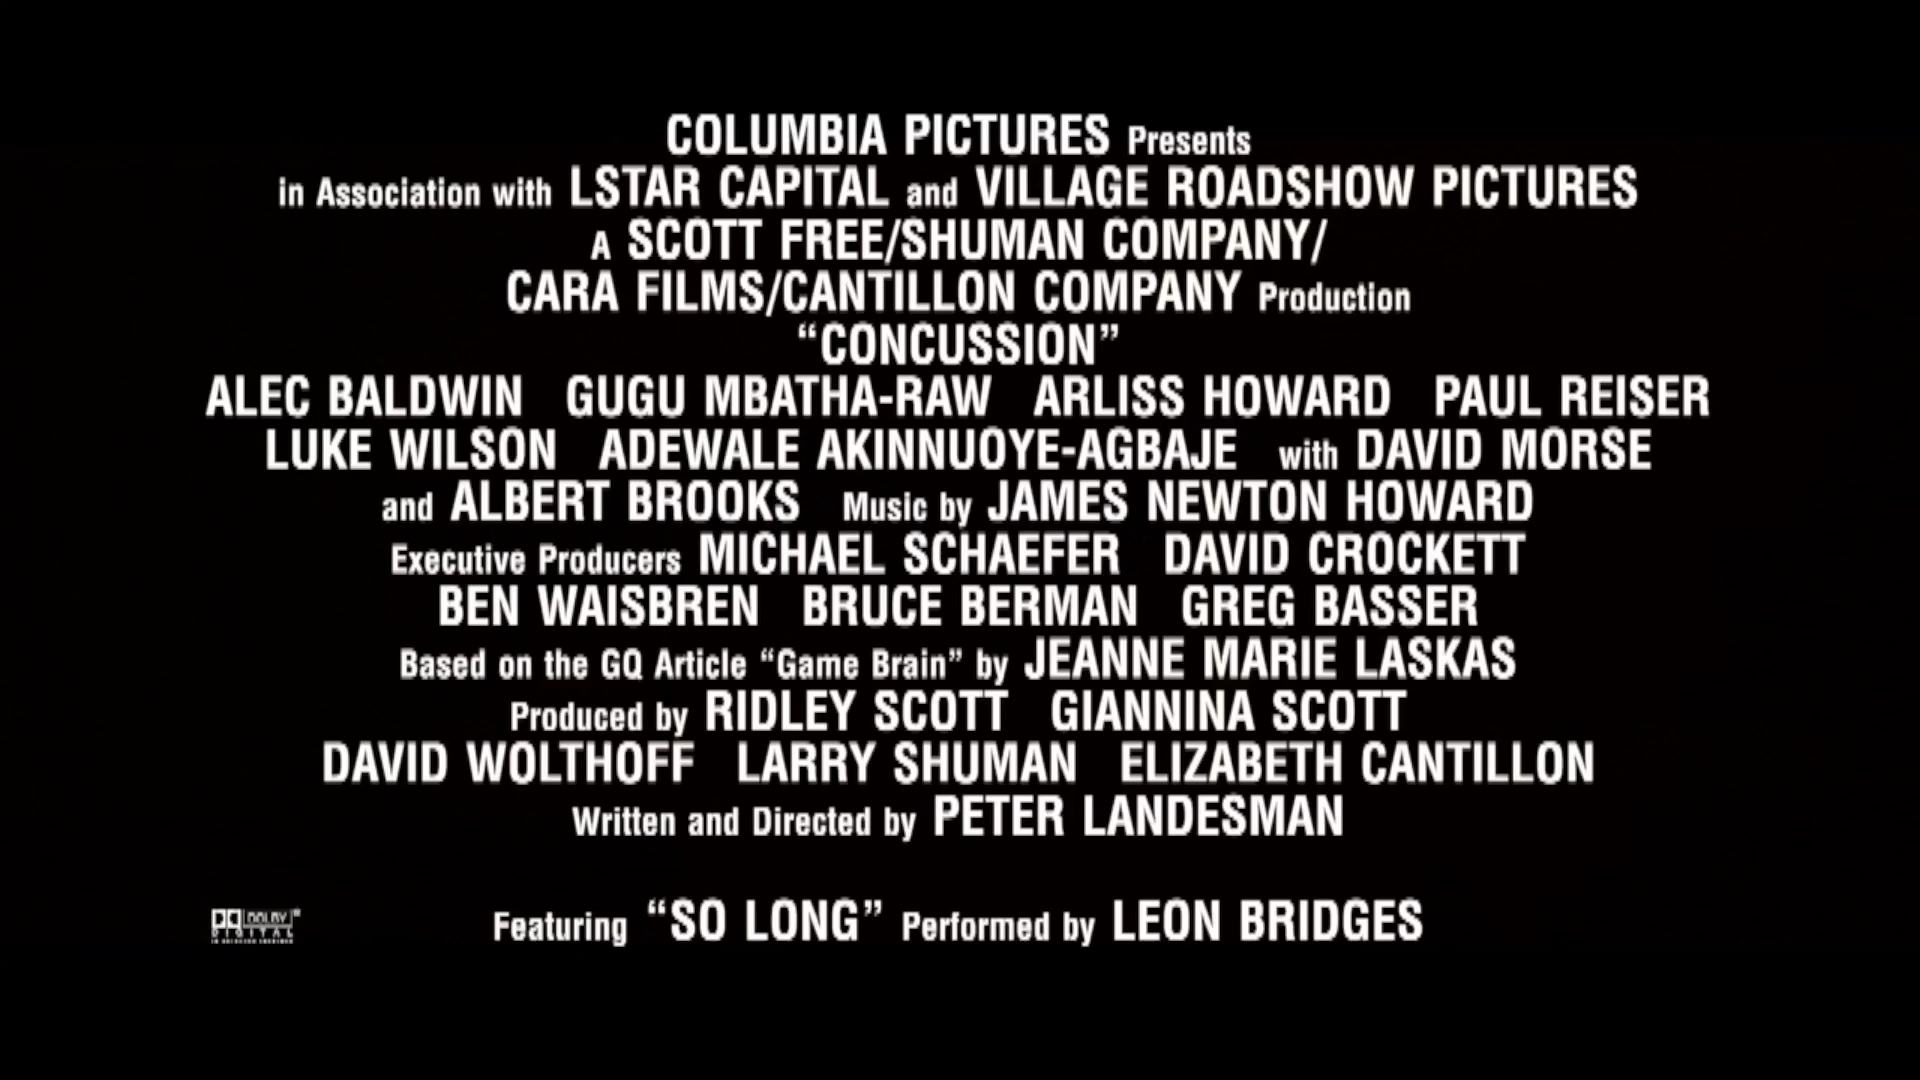 COLUMBIA PICTURES Presents
in Association with LSTAR CAPITAL and VILLAGE ROADSHOW PICTURES
A SCOTT FREE/SHUMAN COMPANY/
CARA FILMS/CANTILLON COMPANY Production
“CONCUSSION”
ALEC BALDWIN GUGU MBATHA-RAW ARLISS HOWARD PAUL REISER
LUKE WILSON ADEWALE AKINNUOYE-AGBAJE with DAVID MORSE
and ALBERT BROOKS Music by JAMES NEWTON HOWARD
Executive Producers MICHAEL SCHAEFER DAVID CROCKETT
BEN WAISBREN BRUCE BERMAN GREG BASSER
Based on the GQ Article “Game Brain” by JEANNE MARIE LASKAS
Produced by RIDLEY SCOTT GIANNINA SCOTT
DAVID WOLTHOFF LARRY SHUMAN ELIZABETH CANTILLON
Written and Directed by PETER LANDESMAN
DOLBY
DIGITAL
Featuring “SO LONG” Performed by LEON BRIDGES